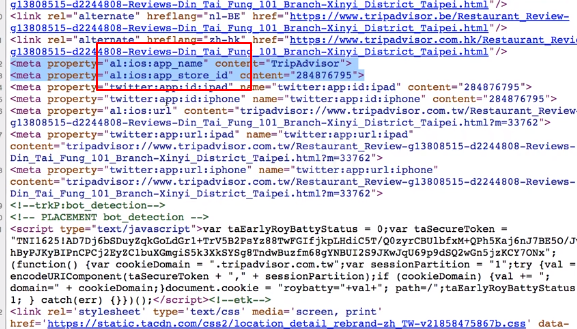 g13808515-d2244808-Reviews-Din_Tai_Fung_101_Branch-Xinyi_District_Taipei.html"/>
<link rel="alternate" hreflang="nl-BE" href="https://www.tripadvisor.be/Restaurant_Review-
g13808515-d2244808-Reviews-Din_Tai_Fung_101_Branch-Xinyi_District_Taipei.html"/>
<link rel="alternate" hreflang="zh-hk" href="https://www.tripadvisor.com.hk/Restaurant_Review-
g13808515-d2244808-Reviews-Din_Tai_Fung_101_Branch-Xinyi_District_Taipei.html"/>
<meta property="al:ios:app_name" content="TripAdvisor">
<meta property="al:ios:app_store_id" content="284876795">
<meta property="twitter:app:id:ipad" name="twitter:app:id:ipad" content="284876795">
<meta property="twitter:app:id:iphone" name="twitter:app:id:iphone" content="284876795">
<meta property="al:ios:url" content="tripadvisor://www.tripadvisor.com.tw/Restaurant_Review-
g13808515-d2244808-Reviews-Din_Tai_Fung_101_Branch-Xinyi_District_Taipei.html?m=33762">
<meta property="twitter:app:url:ipad" name="twitter:app:url:ipad"
content="tripadvisor://www.tripadvisor.com.tw/Restaurant_Review-g13808515-d2244808-Reviews-
Din_Tai_Fung_101_Branch-Xinyi_District_Taipei.html?m=33762">
<meta property="twitter:app:url:iphone" name="twitter:app:url:iphone"
content="tripadvisor://www.tripadvisor.com.tw/Restaurant_Review-g13808515-d2244808-Reviews-
Din_Tai_Fung_101_Branch-Xinyi_District_Taipei.html?m=33762">
<!--trkP:bot_detection-->
<!-- PLACEMENT bot_detection -->
<script type="text/javascript">var taEarlyRoyBattyStatus = 0;var taSecureToken =
(function() {var cookieDomain = ".tripadvisor.com.tw";var sessionPartition = "1";try {val =
encodeURIComponent(taSecureToken + "," + sessionPartition);if (cookieDomain) {val += ";
domain=" + cookieDomain;}document.cookie = "roybatty="+val+"; path=/";taEarlyRoyBattyStatus
1; } catch(err) {}})();</script><!--etk-->
<link rel='stylesheet' type='text/css' media='screen, print'
href='https://static.tacdn.com/css2/location_detail_rebrand-zh_TW-v21858475867b.css' data-